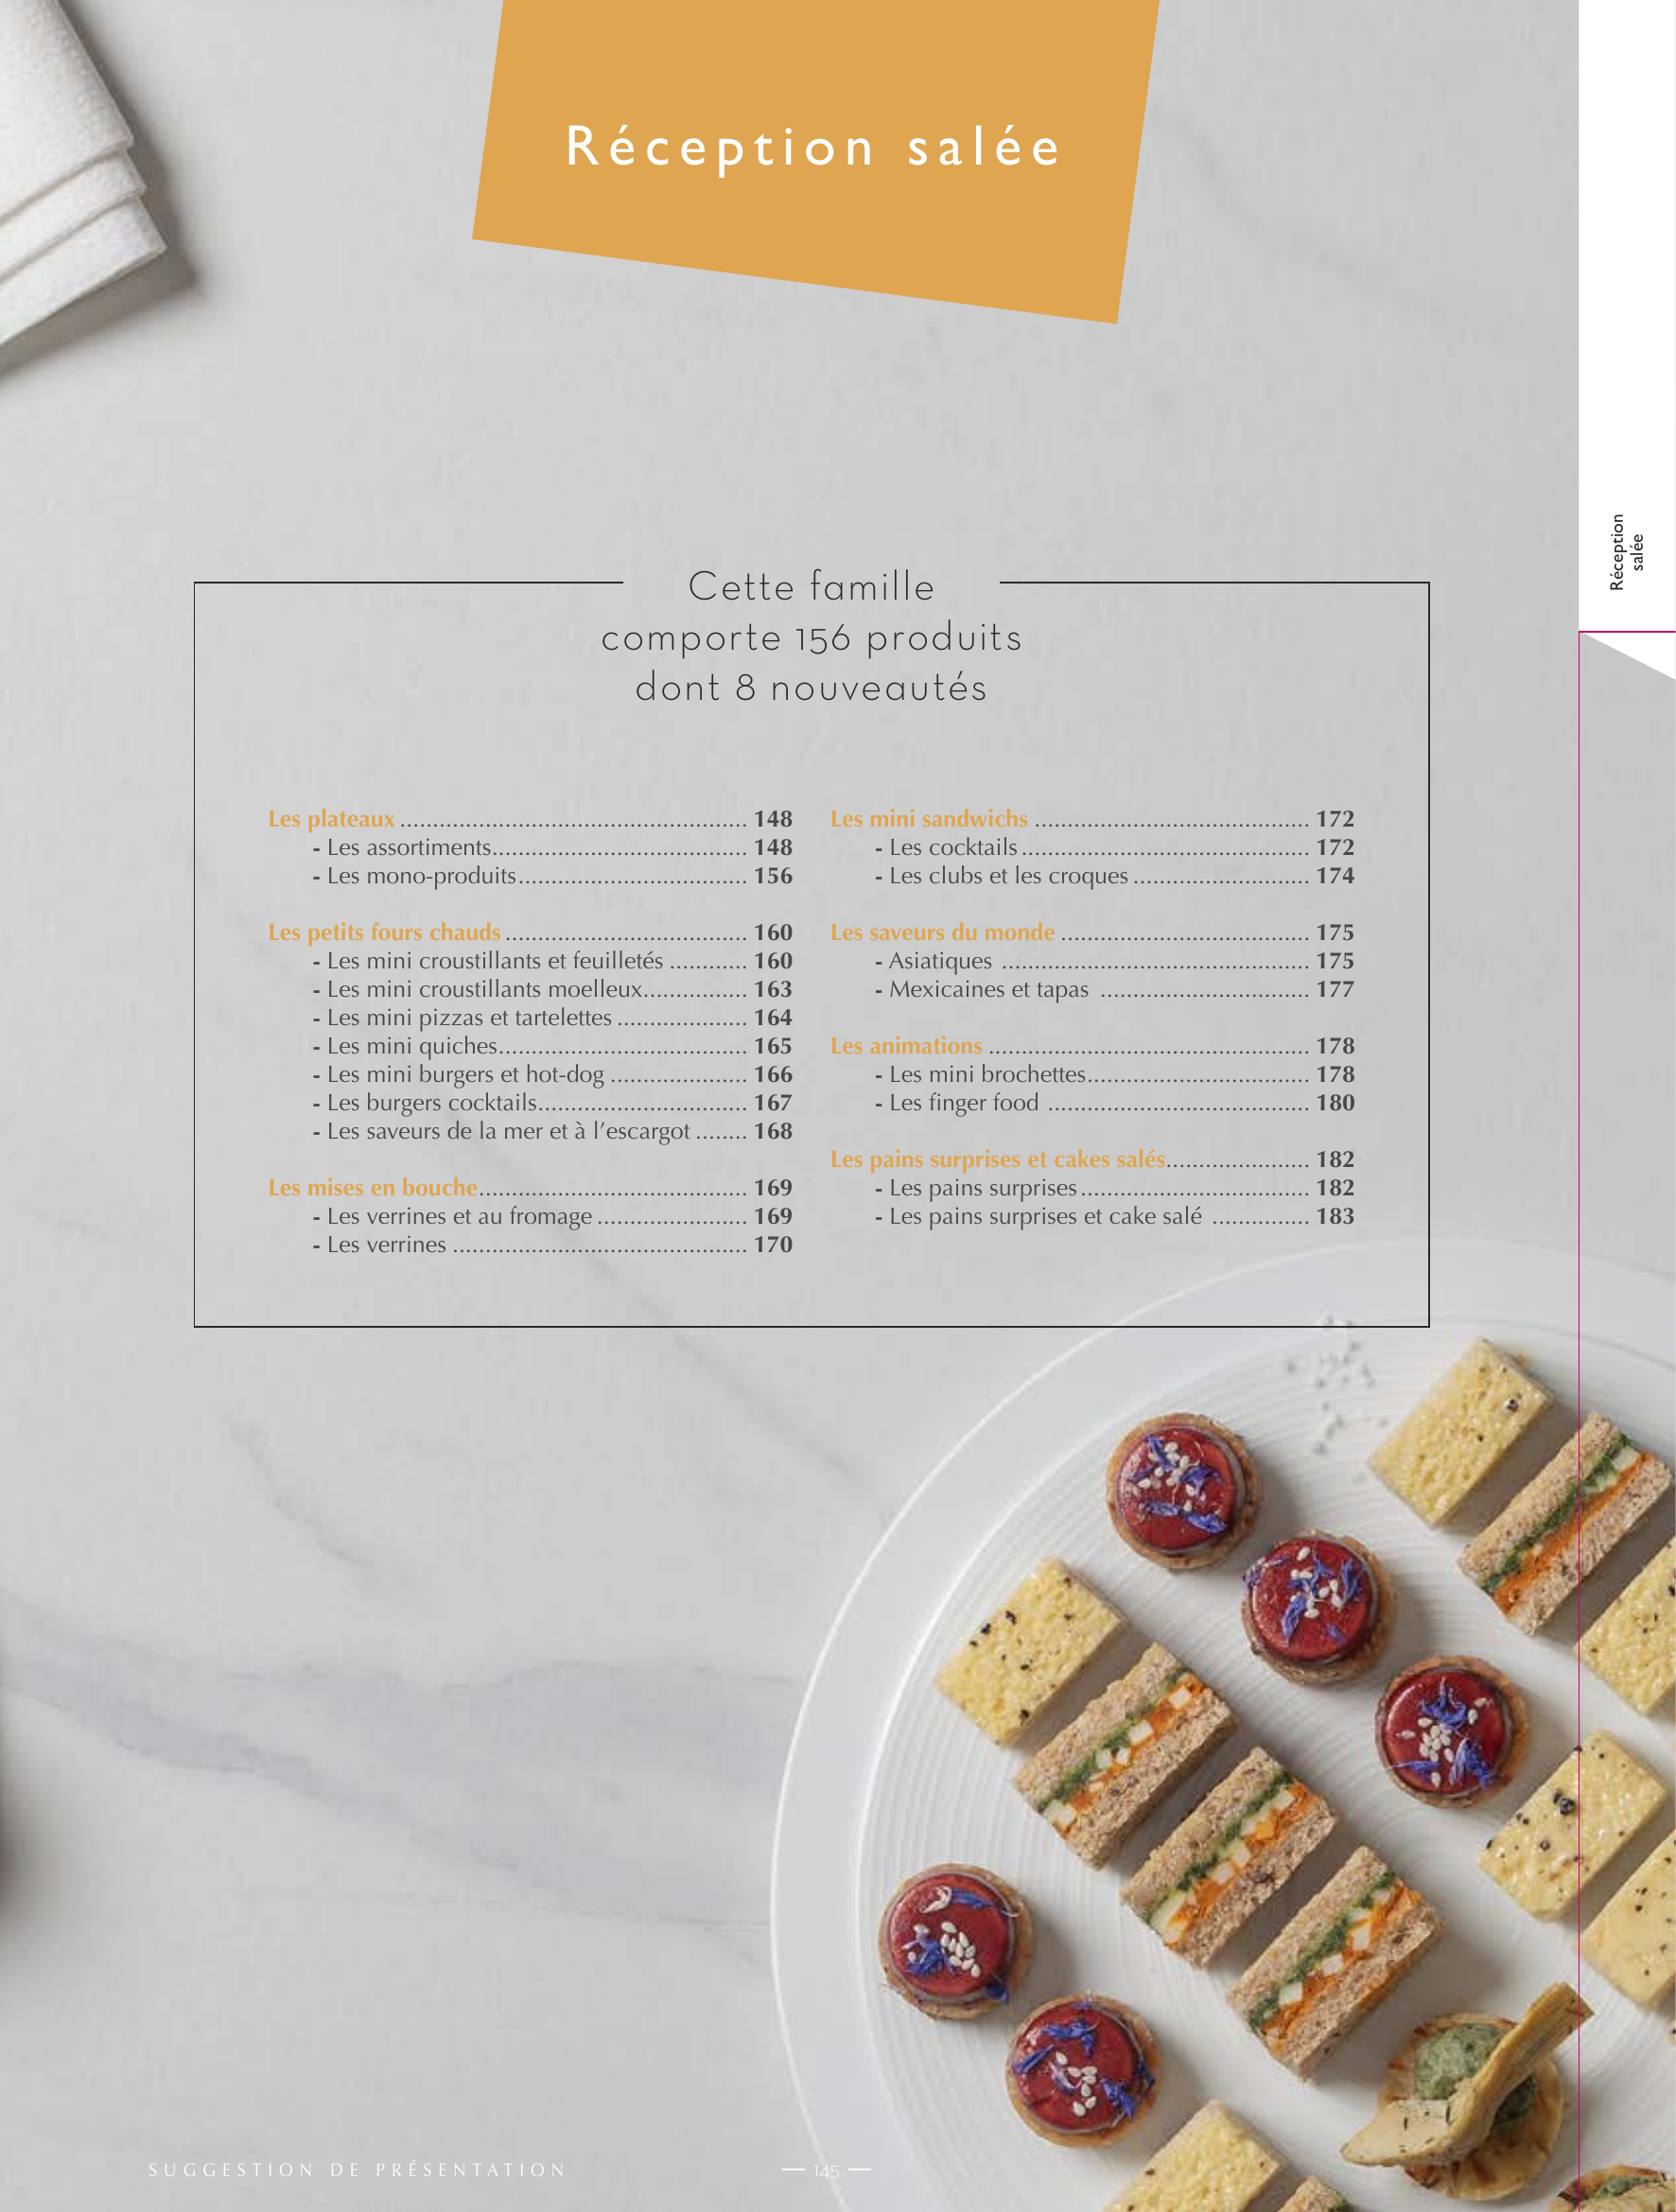 Réception salée
Réception
salée
Cette famille
comporte 156 produits
dont 8 nouveautés
Les plateaux ..................................................... 148
- Les assortiments....................................... 148
- Les mono-produits................................... 156
Les petits fours chauds ..................................... 160
- Les mini croustillants et feuilletés ............ 160
- Les mini croustillants moelleux................ 163
- Les mini pizzas et tartelettes .................... 164
- Les mini quiches...................................... 165
- Les mini burgers et hot-dog ..................... 166
- Les burgers cocktails................................ 167
- Les saveurs de la mer et à l’escargot ........ 168
Les mises en bouche......................................... 169
- Les verrines et au fromage ....................... 169
- Les verrines ............................................. 170
Les mini sandwichs .......................................... 172
- Les cocktails ............................................ 172
- Les clubs et les croques ........................... 174
Les saveurs du monde ...................................... 175
- Asiatiques ............................................... 175
- Mexicaines et tapas ................................ 177
Les animations ................................................. 178
- Les mini brochettes.................................. 178
- Les finger food ........................................ 180
Les pains surprises et cakes salés...................... 182
- Les pains surprises ................................... 182
- Les pains surprises et cake salé ............... 183
SUGGESTION DE PRÉSENTATION
— 145 —